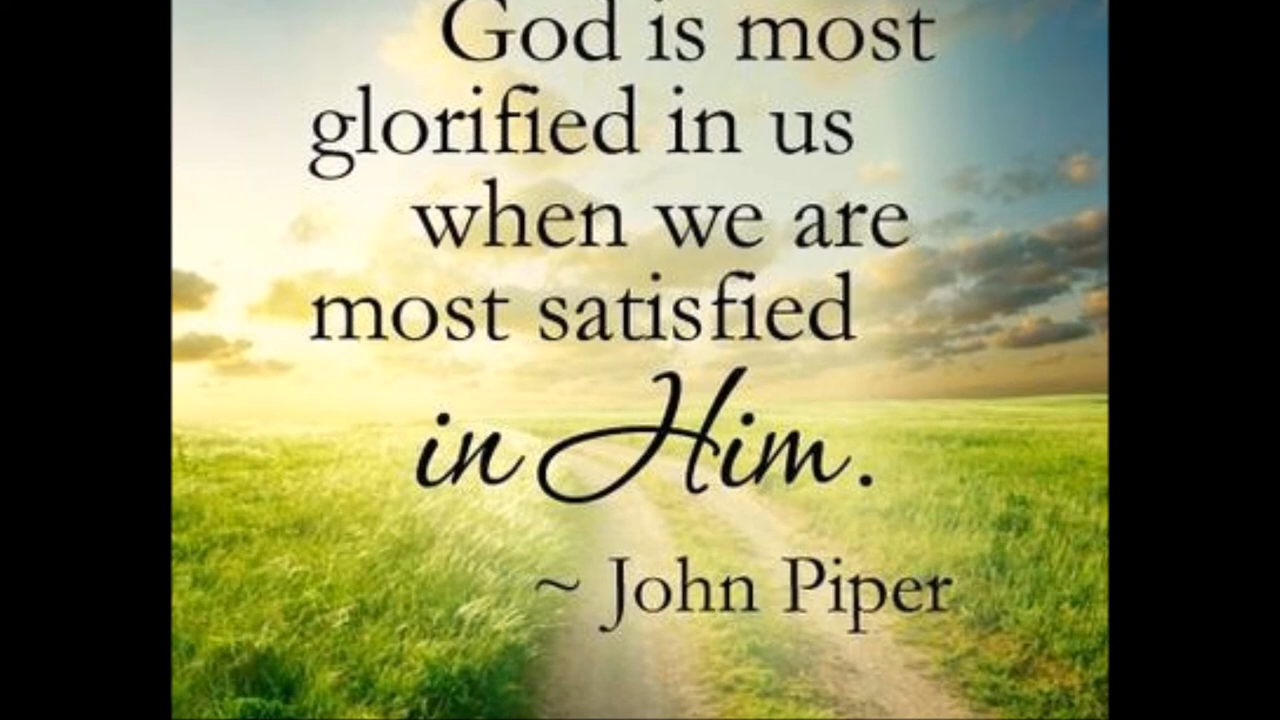 God is most
glorified in us
when we are
most satisfied
in Him.
~ John Piper